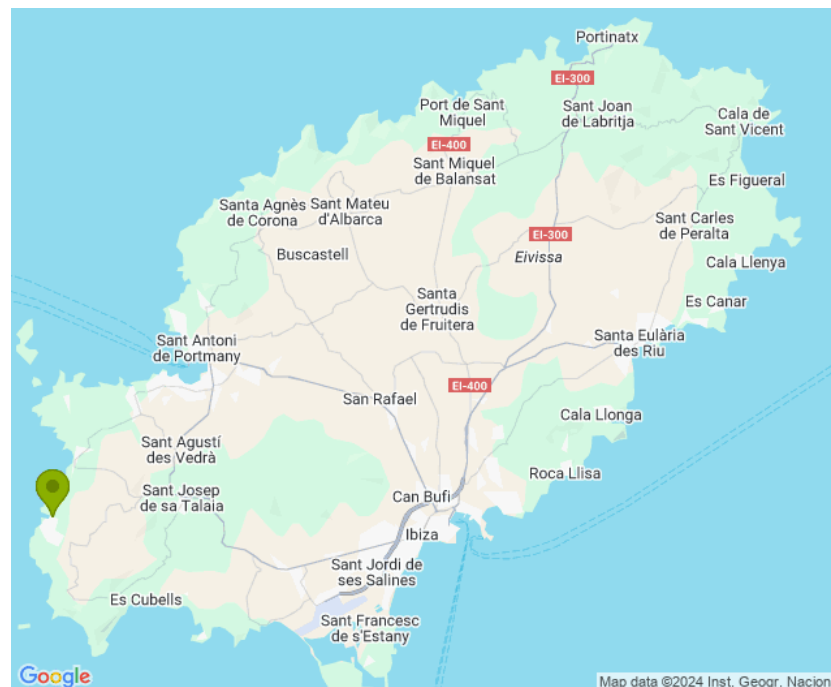 Portinatx
EI-300
Port de Sant
Miquel
Sant Joan
de Labritja
Cala de
Sant Vicent
EI-400
Sant Miquel
de Balansat
Es Figueral
Santa Agnès
de Corona
Sant Mateu
d'Albarca
Sant Carles
de Peralta
EI-300
Buscastell
Eivissa
Cala Llenya
Santa
Gertrudis
de Fruitera
Es Canar
Sant Antoni
de Portmany
Santa Eulària
des Riu
EI-400
San Rafael
Cala Llonga
Sant Agustí
des Vedrà
Roca Llisa
Sant Josep
de sa Talaia
Can Bufi
Ibiza
Sant Jordi de
ses Salines
Es Cubells
Sant Francesc
de s'Estany
Google
Map data ©2024 Inst. Geogr. Nacion